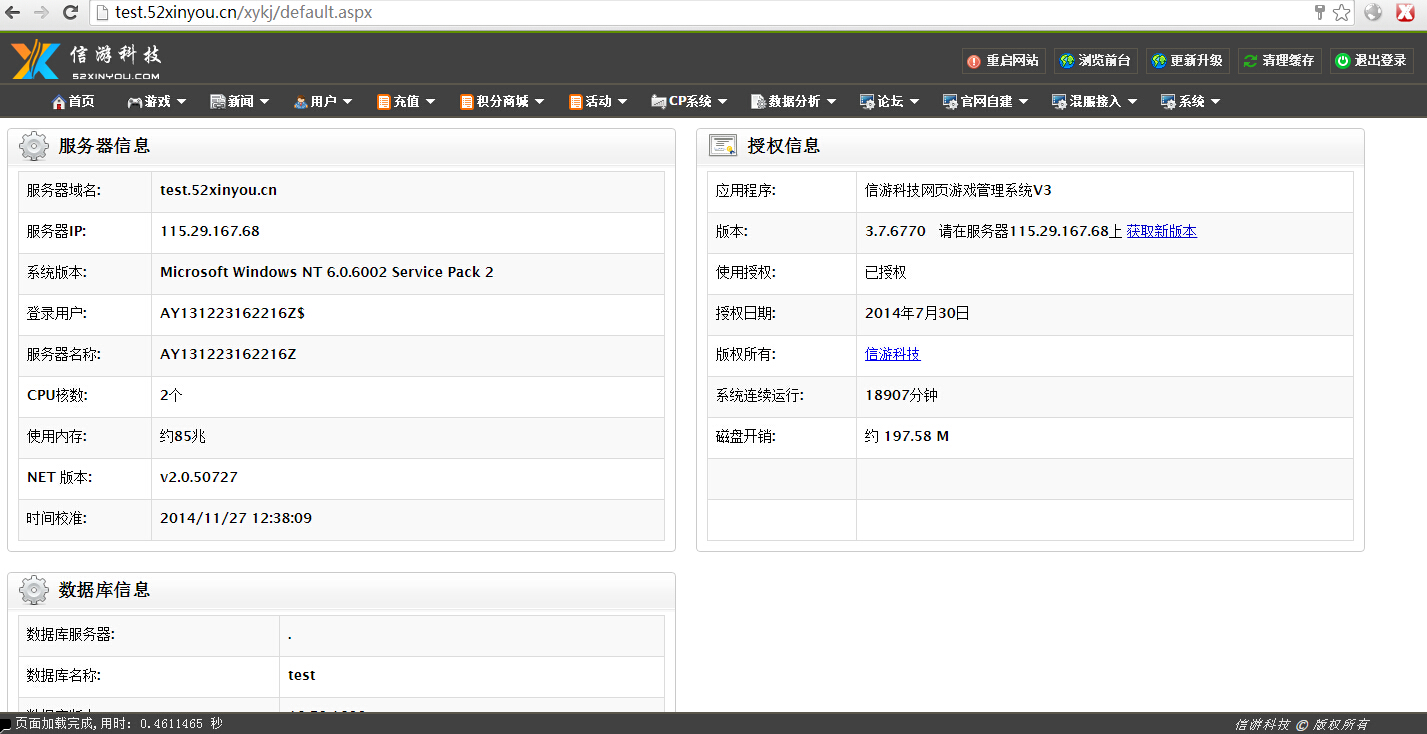 test.52xinyou.cn/xykj/default.aspx
信游科技
52XINYOU.COM
重启网站 浏览前台 更新升级 清理缓存 退出登录
首页 游戏 新闻 用户 充值 积分商城 活动 CP系统 数据分析 论坛 官网自建 混服接入 系统
服务器信息
服务器域名: test.52xinyou.cn
服务器IP: 115.29.167.68
系统版本: Microsoft Windows NT 6.0.6002 Service Pack 2
登录用户: AY131223162216Z$
服务器名称: AY131223162216Z
CPU核数: 2个
使用内存: 约85兆
NET 版本: v2.0.50727
时间校准: 2014/11/27 12:38:09
授权信息
应用程序: 信游科技网页游戏管理系统V3
版本: 3.7.6770 请在服务器115.29.167.68上 获取新版本
使用授权: 已授权
授权日期: 2014年7月30日
版权所有: 信游科技
系统连续运行: 18907分钟
磁盘开销: 约 197.58 M
数据库信息
数据库服务器: .
数据库名称: test
页面加载完成,用时: 0.4611465 秒
信游科技 © 版权所有